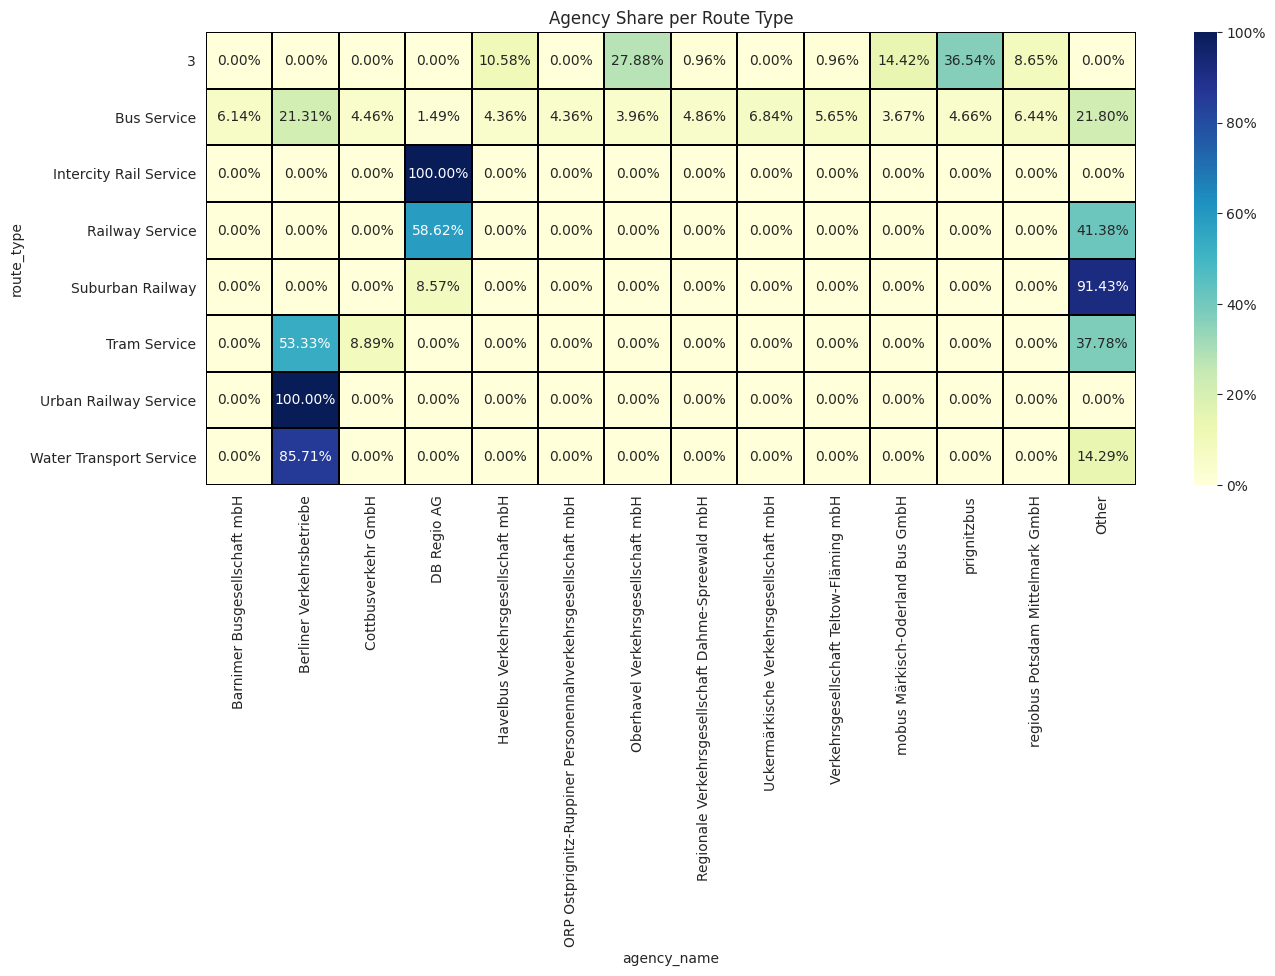 Agency Share per Route Type
3 0.00% 0.00% 0.00% 0.00% 10.58% 0.00% 27.88% 0.96% 0.00% 0.96% 14.42% 36.54% 8.65% 0.00%
Bus Service 6.14% 21.31% 4.46% 1.49% 4.36% 4.36% 3.96% 4.86% 6.84% 5.65% 3.67% 4.66% 6.44% 21.80%
Intercity Rail Service 0.00% 0.00% 0.00% 100.00% 0.00% 0.00% 0.00% 0.00% 0.00% 0.00% 0.00% 0.00% 0.00% 0.00%
Railway Service 0.00% 0.00% 0.00% 58.62% 0.00% 0.00% 0.00% 0.00% 0.00% 0.00% 0.00% 0.00% 0.00% 41.38%
Suburban Railway 0.00% 0.00% 0.00% 8.57% 0.00% 0.00% 0.00% 0.00% 0.00% 0.00% 0.00% 0.00% 0.00% 91.43%
Tram Service 0.00% 53.33% 8.89% 0.00% 0.00% 0.00% 0.00% 0.00% 0.00% 0.00% 0.00% 0.00% 0.00% 37.78%
Urban Railway Service 0.00% 100.00% 0.00% 0.00% 0.00% 0.00% 0.00% 0.00% 0.00% 0.00% 0.00% 0.00% 0.00% 0.00%
Water Transport Service 0.00% 85.71% 0.00% 0.00% 0.00% 0.00% 0.00% 0.00% 0.00% 0.00% 0.00% 0.00% 0.00% 14.29%
route_type
Barnimer Busgesellschaft mbH
Berliner Verkehrsbetriebe
Cottbusverkehr GmbH
DB Regio AG
Havelbus Verkehrsgesellschaft mbH
ORP Ostprignitz-Ruppiner Personennahverkehrsgesellschaft mbH
Oberhavel Verkehrsgesellschaft mbH
Regionale Verkehrsgesellschaft Dahme-Spreewald mbH
Uckermärkische Verkehrsgesellschaft mbH
Verkehrsgesellschaft Teltow-Fläming mbH
mobus Märkisch-Oderland Bus GmbH
prignitzbus
regiobus Potsdam Mittelmark GmbH
Other
agency_name
100%
80%
60%
40%
20%
0%